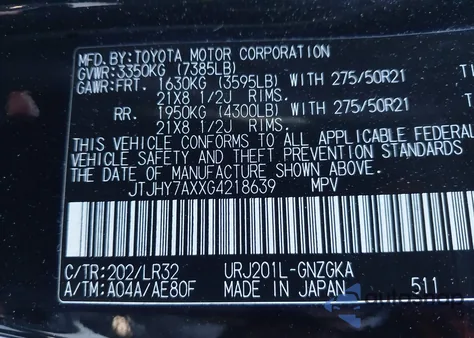 MFD. BY: TOYOTA MOTOR CORPORATION
GVWR: 3350KG (7385LB)
GAWR: FRT. 1630KG (3595LB) WITH 275/50R21
21X8 1/2J RIMS.
RR. 1950KG (4300LB) WITH 275/50R21
21X8 1/2J RIMS.
THIS VEHICLE CONFORMS TO ALL APPLICABLE FEDERAL
VEHICLE SAFETY AND THEFT PREVENTION STANDARDS
THE DATE OF MANUFACTURE SHOWN ABOVE.
JTJHY7AXXG4218639 MPV
C/TR: 202/LR32 URJ201L-GNZGKA
A/TM: A04A/AE80F MADE IN JAPAN 511